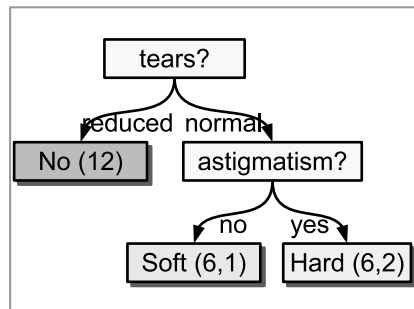 tears?
reduced normal
No (12)
astigmatism?
no yes
Soft (6,1)
Hard (6,2)